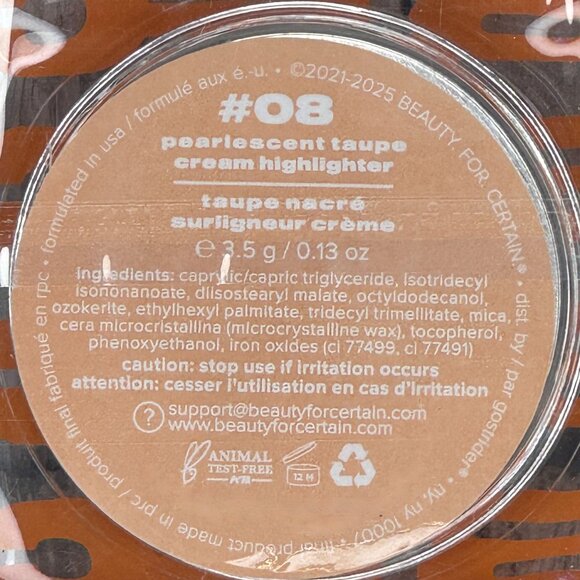 #08
pearlescent taupe
cream highlighter
taupe nacré
surligneur crème
℮ 3.5 g / 0.13 oz
ingredients: caprylic/capric triglyceride, isotridecyl
isononanoate, diisostearyl malate, octyldodecanol,
ozokerite, ethylhexyl palmitate, tridecyl trimellitate, mica,
cera microcristallina (microcrystalline wax), tocopherol,
phenoxyethanol, iron oxides (ci 77499, ci 77491)
caution: stop use if irritation occurs
attention: cesser l'utilisation en cas d'irritation
? support@beautyforcertain.com
www.beautyforcertain.com
ANIMAL
TEST-FREE
PETA
12 M
• formulated in usa / formulé aux é.-u. • ©2021-2025 BEAUTY. FOR. CERTAIN® • dist. by / par gostrider® • ny, ny 10001 • final product made in prc / produit final fabriqué en rpc